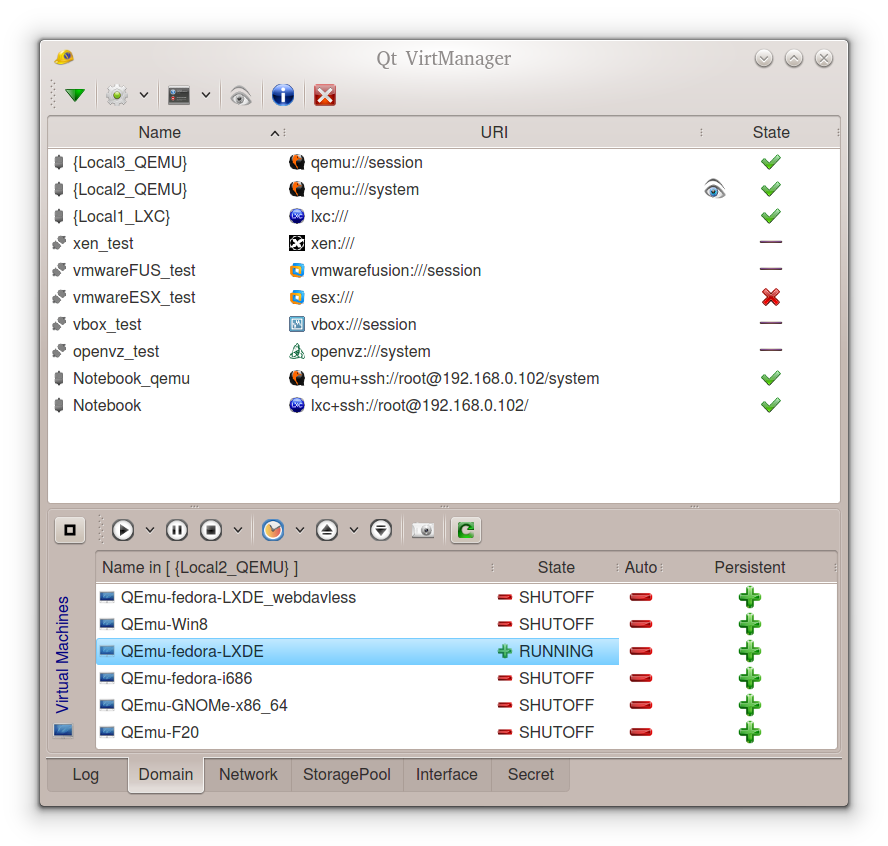 Qt VirtManager
Name URI State
{Local3_QEMU} qemu:///session
{Local2_QEMU} qemu:///system
{Local1_LXC} lxc:///
xen_test xen:///
vmwareFUS_test vmwarefusion:///session
vmwareESX_test esx:///
vbox_test vbox:///session
openvz_test openvz:///system
Notebook_qemu qemu+ssh://root@192.168.0.102/system
Notebook lxc+ssh://root@192.168.0.102/
Virtual Machines
Name in [ {Local2_QEMU} ] State Auto Persistent
QEmu-fedora-LXDE_webdavless SHUTOFF
QEmu-Win8 SHUTOFF
QEmu-fedora-LXDE RUNNING
QEmu-fedora-i686 SHUTOFF
QEmu-GNOMe-x86_64 SHUTOFF
QEmu-F20 SHUTOFF
Log Domain Network StoragePool Interface Secret